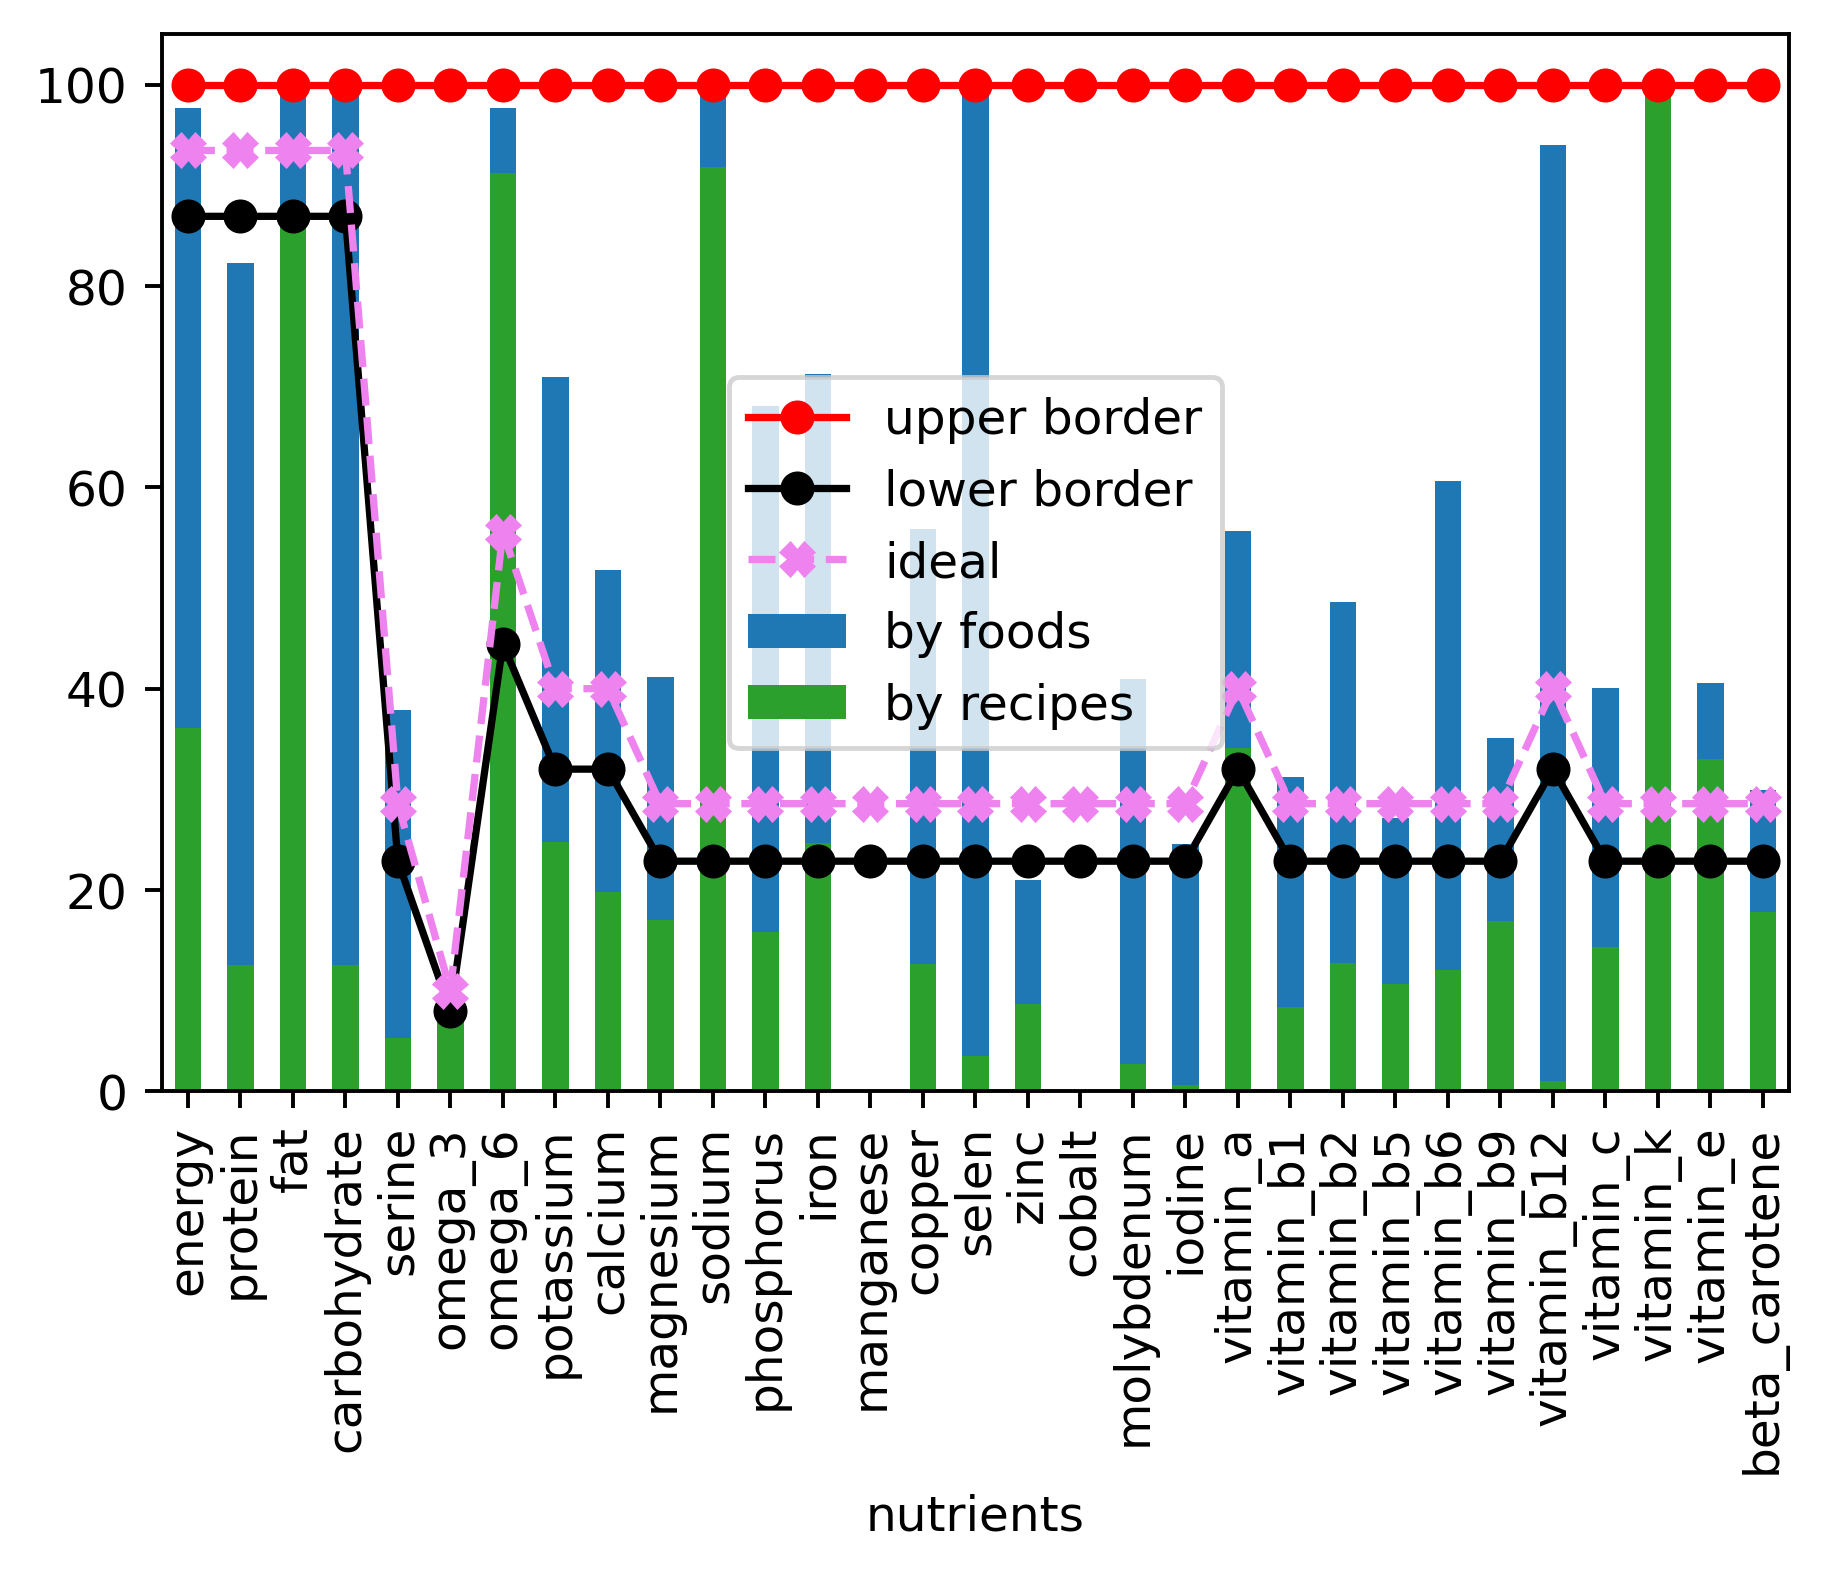 100
80
60
40
20
0
upper border
lower border
ideal
by foods
by recipes
energy
protein
fat
carbohydrate
serine
omega_3
omega_6
potassium
calcium
magnesium
sodium
phosphorus
iron
manganese
copper
selen
zinc
cobalt
molybdenum
iodine
vitamin_a
vitamin_b1
vitamin_b2
vitamin_b5
vitamin_b6
vitamin_b9
vitamin_b12
vitamin_c
vitamin_k
vitamin_e
beta_carotene
nutrients